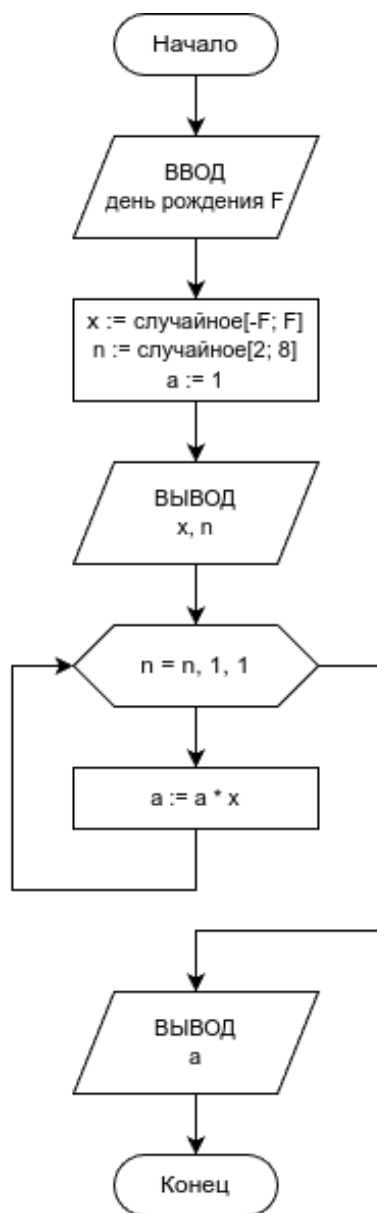 Начало
ВВОД
день рождения F
x := случайное[-F; F]
n := случайное[2; 8]
a := 1
ВЫВОД
x, n
n = n, 1, 1
a := a * x
ВЫВОД
a
Конец